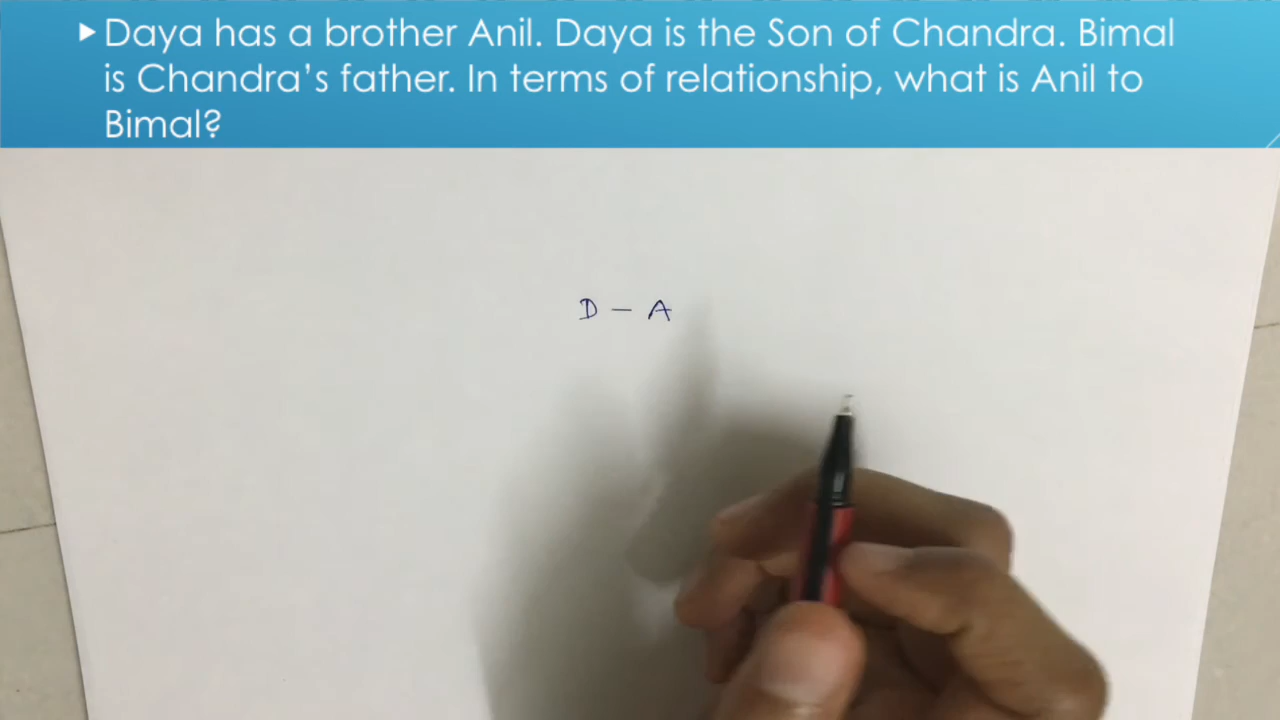 Daya has a brother Anil. Daya is the Son of Chandra. Bimal
is Chandra's father. In terms of relationship, what is Anil to
Bimal?
D – A